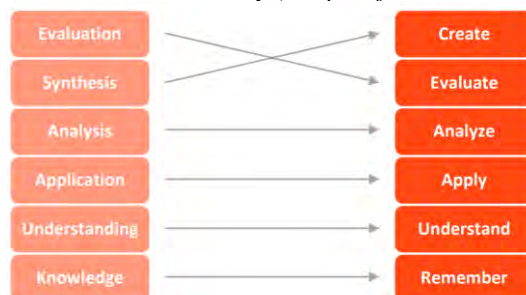 Evaluation
Create
Synthesis
Evaluate
Analysis
Analyze
Application
Apply
Understanding
Understand
Knowledge
Remember